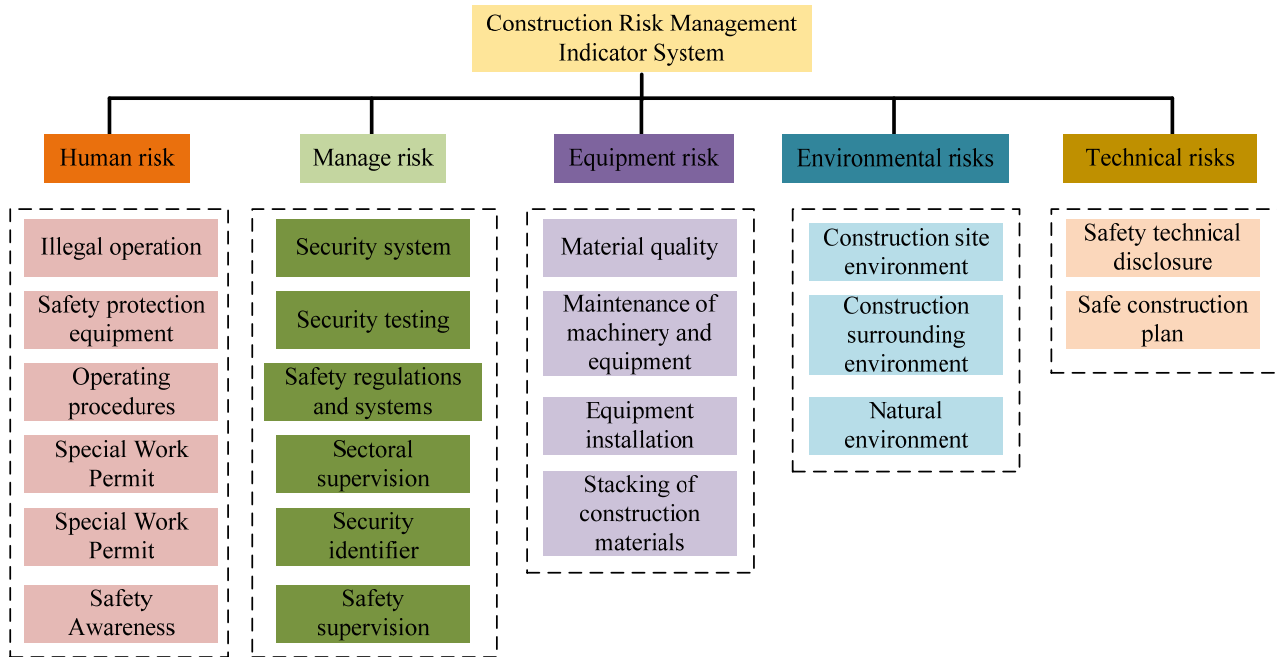 Construction Risk Management
Indicator System
Human risk
Manage risk
Equipment risk
Environmental risks
Technical risks
Illegal operation
Safety protection
equipment
Operating
procedures
Special Work
Permit
Special Work
Permit
Safety
Awareness
Security system
Security testing
Safety regulations
and systems
Sectoral
supervision
Security
identifier
Safety
supervision
Material quality
Maintenance of
machinery and
equipment
Equipment
installation
Stacking of
construction
materials
Construction site
environment
Construction
surrounding
environment
Natural
environment
Safety technical
disclosure
Safe construction
plan